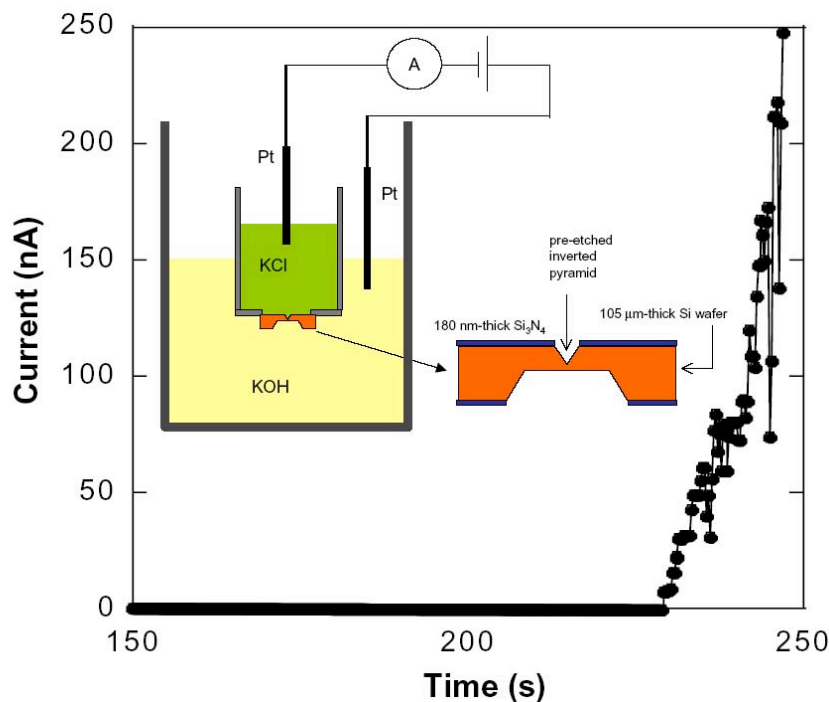 250
200
150
100
50
0
150
200
250
Current (nA)
Time (s)
A
Pt
Pt
KCl
KOH
pre-etched
inverted
pyramid
180 nm-thick Si₃N₄
105 μm-thick Si wafer